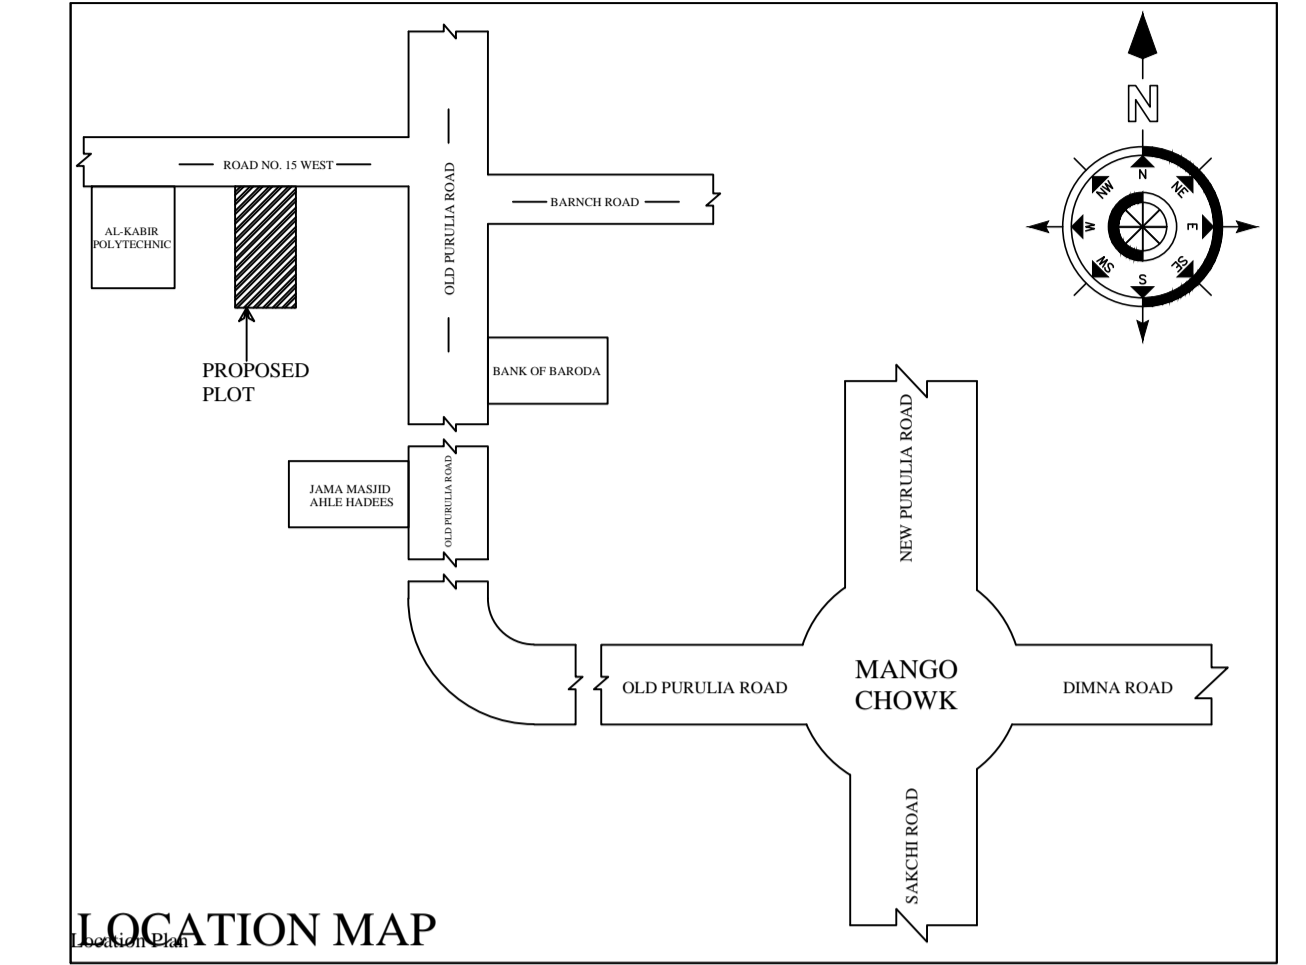 N
N
NE
E
SE
S
SW
W
NW
ROAD NO. 15 WEST
OLD PURULIA ROAD
BARNCH ROAD
AL-KABIR
POLYTECHNIC
PROPOSED
PLOT
BANK OF BARODA
JAMA MASJID
AHLE HADEES
OLD PURULIA ROAD
NEW PURULIA ROAD
OLD PURULIA ROAD
MANGO
CHOWK
DIMNA ROAD
SAKCHI ROAD
LOCATION MAP
Location Plan